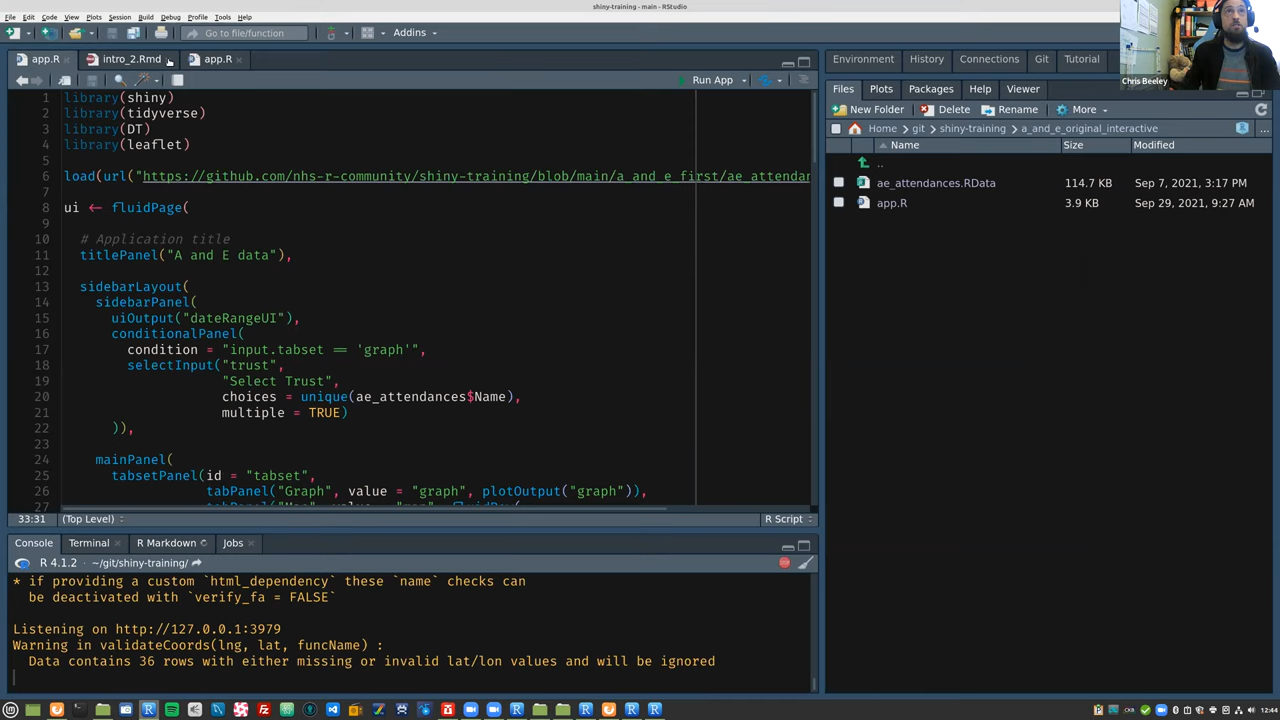 shiny-training - main - RStudio
File Edit Code View Plots Session Build Debug Profile Tools Help
Go to file/function Addins
app.R intro_2.Rmd app.R
Run App
1 library(shiny)
2 library(tidyverse)
3 library(DT)
4 library(leaflet)
5
6 load(url("https://github.com/nhs-r-community/shiny-training/blob/main/a_and_e_first/ae_attendan
7
8 ui ← fluidPage(
9
10 # Application title
11 titlePanel("A and E data"),
12
13 sidebarLayout(
14 sidebarPanel(
15 uiOutput("dateRangeUI"),
16 conditionalPanel(
17 condition = "input.tabset == 'graph'",
18 selectInput("trust",
19 "Select Trust",
20 choices = unique(ae_attendances$Name),
21 multiple = TRUE)
22 )),
23
24 mainPanel(
25 tabsetPanel(id = "tabset",
26 tabPanel("Graph", value = "graph", plotOutput("graph")),
27
33:31 (Top Level) R Script
Console Terminal R Markdown Jobs
R 4.1.2 · ~/git/shiny-training/
* if providing a custom `html_dependency` these `name` checks can
be deactivated with `verify_fa = FALSE`
Listening on http://127.0.0.1:3979
Warning in validateCoords(lng, lat, funcName) :
Data contains 36 rows with either missing or invalid lat/lon values and will be ignored
Environment History Connections Git Tutorial
Files Plots Packages Help Viewer
New Folder Delete Rename More
Home git shiny-training a_and_e_original_interactive ...
Name Size Modified
..
ae_attendances.RData 114.7 KB Sep 7, 2021, 3:17 PM
app.R 3.9 KB Sep 29, 2021, 9:27 AM
Chris Beeley
12:44